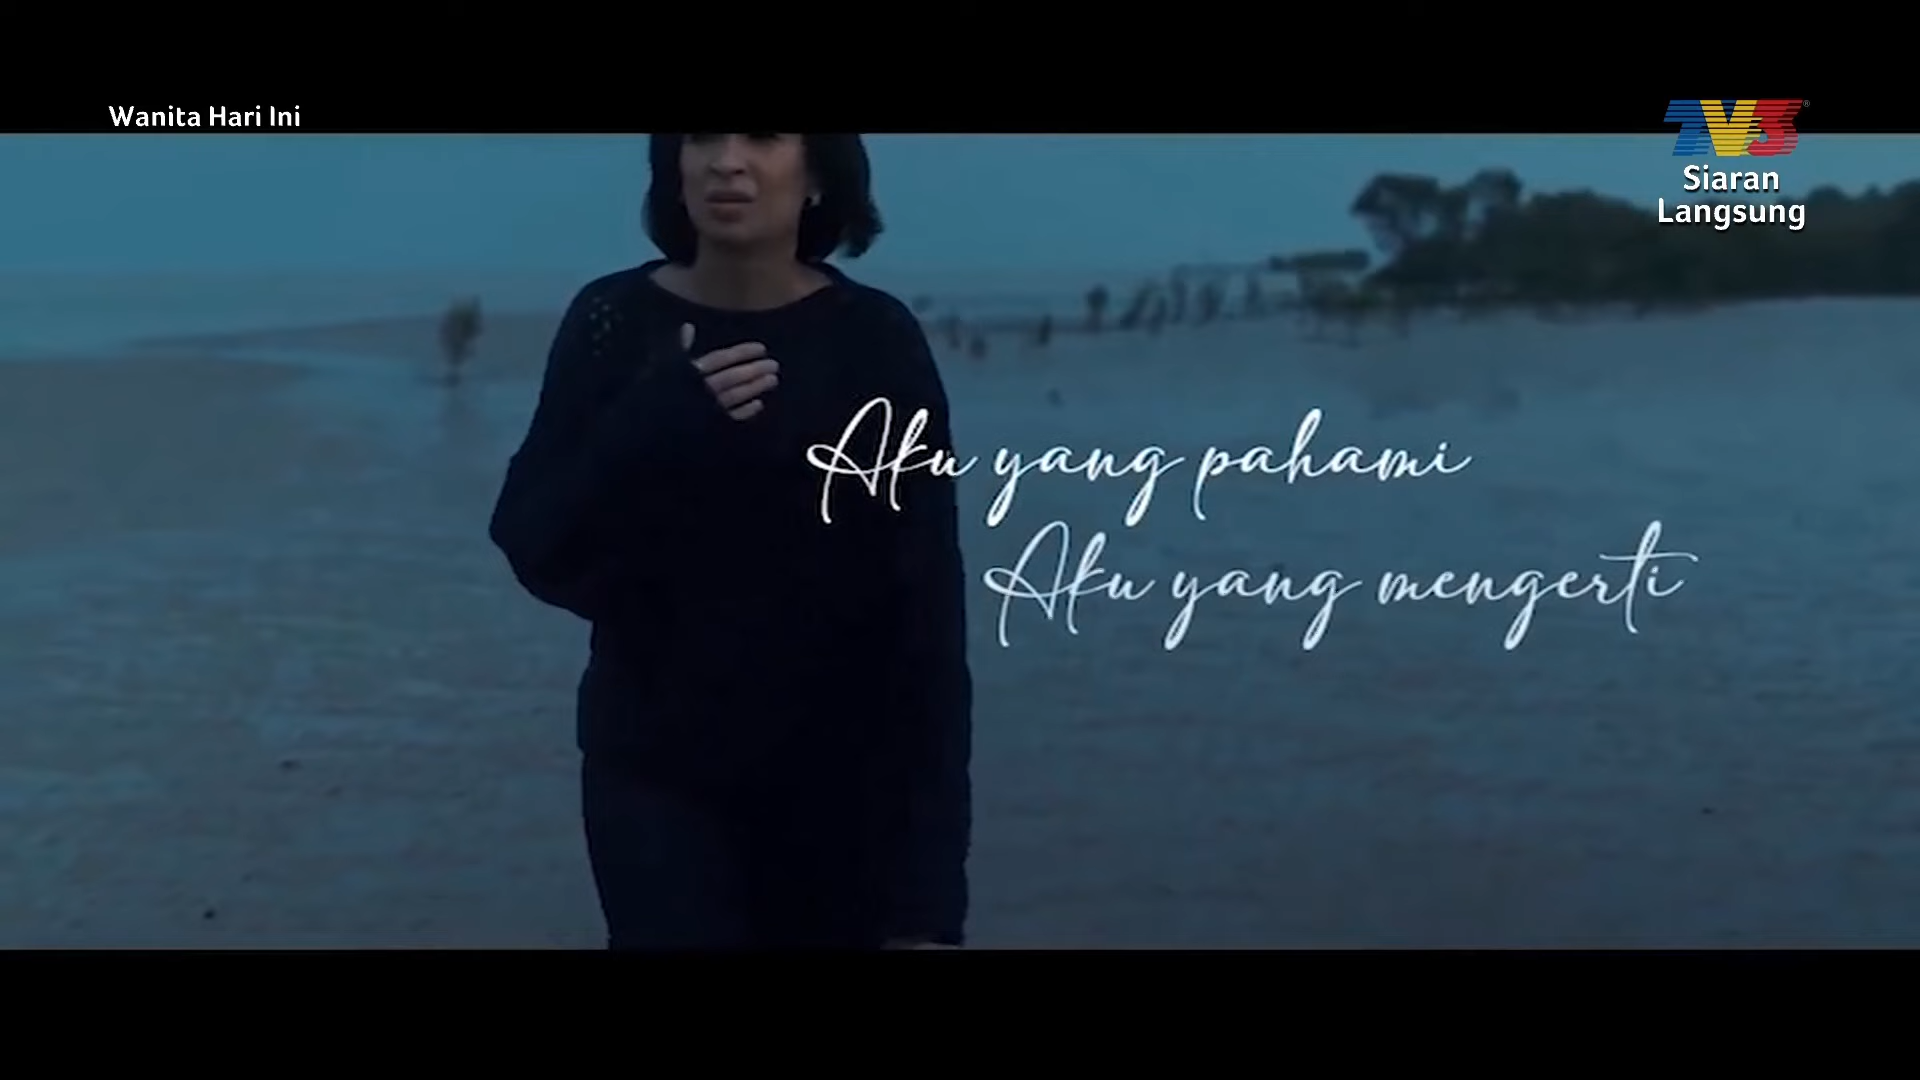 Wanita Hari Ini
TV3
Siaran
Langsung
Aku yang pahami
Aku yang mengerti